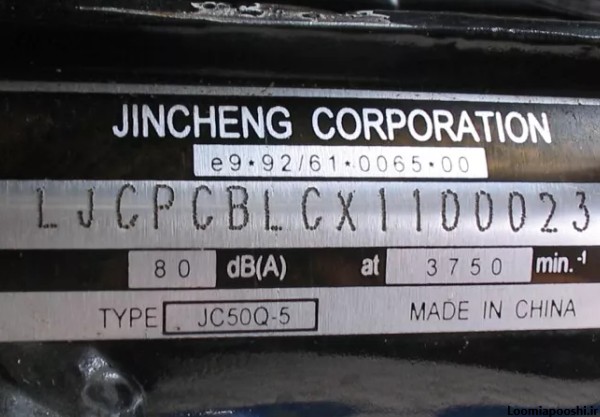 JINCHENG CORPORATION
e9*92/61*0065*00
LJCPCBLCX1100023
80 dB(A) at 3750 min.-1
TYPE JC50Q-5 MADE IN CHINA
Loomiapooshi.ir